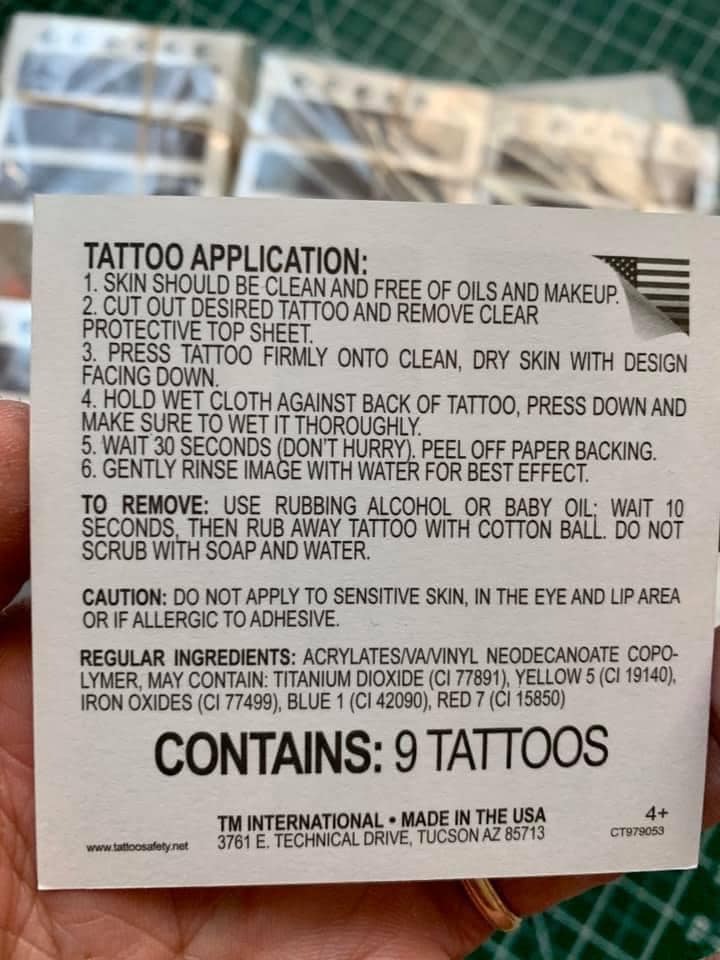 TATTOO APPLICATION:
1. SKIN SHOULD BE CLEAN AND FREE OF OILS AND MAKEUP.
2. CUT OUT DESIRED TATTOO AND REMOVE CLEAR
PROTECTIVE TOP SHEET.
3. PRESS TATTOO FIRMLY ONTO CLEAN, DRY SKIN WITH DESIGN
FACING DOWN.
4. HOLD WET CLOTH AGAINST BACK OF TATTOO, PRESS DOWN AND
MAKE SURE TO WET IT THOROUGHLY.
5. WAIT 30 SECONDS (DON'T HURRY). PEEL OFF PAPER BACKING.
6. GENTLY RINSE IMAGE WITH WATER FOR BEST EFFECT.
TO REMOVE: USE RUBBING ALCOHOL OR BABY OIL; WAIT 10
SECONDS, THEN RUB AWAY TATTOO WITH COTTON BALL. DO NOT
SCRUB WITH SOAP AND WATER.
CAUTION: DO NOT APPLY TO SENSITIVE SKIN, IN THE EYE AND LIP AREA
OR IF ALLERGIC TO ADHESIVE.
REGULAR INGREDIENTS: ACRYLATES/VA/VINYL NEODECANOATE COPO-
LYMER, MAY CONTAIN: TITANIUM DIOXIDE (CI 77891), YELLOW 5 (CI 19140),
IRON OXIDES (CI 77499), BLUE 1 (CI 42090), RED 7 (CI 15850)
CONTAINS: 9 TATTOOS
TM INTERNATIONAL • MADE IN THE USA
3761 E. TECHNICAL DRIVE, TUCSON AZ 85713
www.tattoosafety.net
4+
CT979053